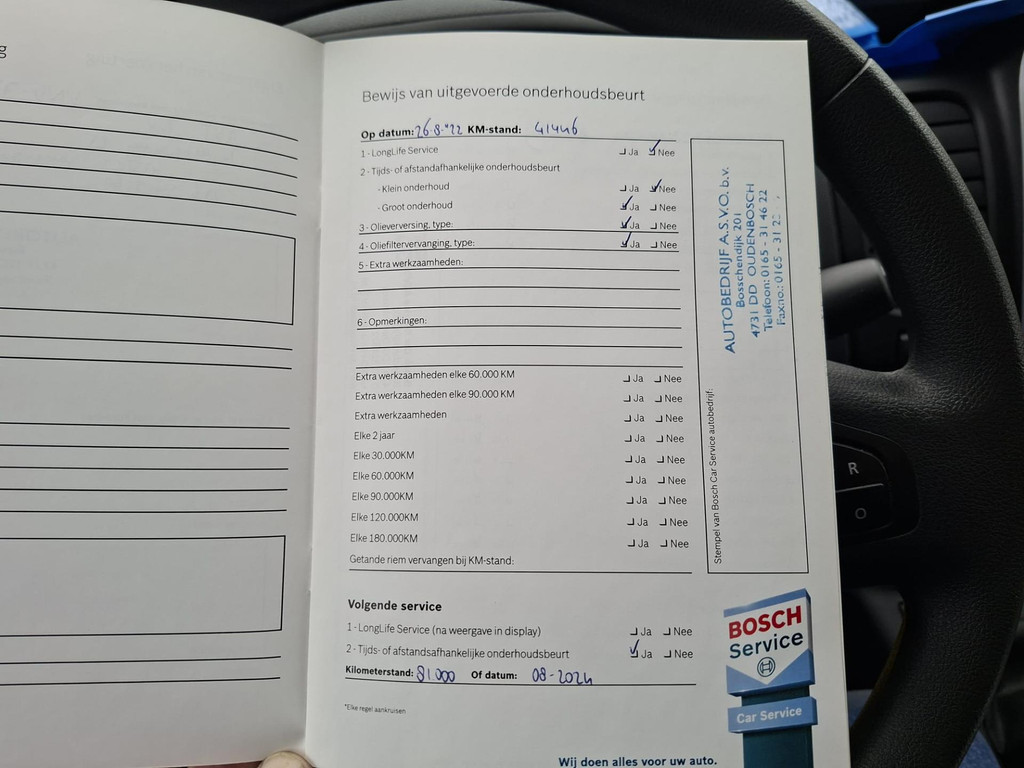 g
Bewijs van uitgevoerde onderhoudsbeurt
Op datum: 26-8-'22 KM-stand: 41446
1 - LongLife Service Ja Nee
2 - Tijds- of afstandafhankelijke onderhoudsbeurt
- Klein onderhoud Ja Nee
- Groot onderhoud Ja Nee
3 - Olieverversing, type: Ja Nee
4 - Oliefiltervervanging, type: Ja Nee
5 - Extra werkzaamheden:
6 - Opmerkingen:
Extra werkzaamheden elke 60.000 KM Ja Nee
Extra werkzaamheden elke 90.000 KM Ja Nee
Extra werkzaamheden Ja Nee
Elke 2 jaar Ja Nee
Elke 30.000KM Ja Nee
Elke 60.000KM Ja Nee
Elke 90.000KM Ja Nee
Elke 120.000KM Ja Nee
Elke 180.000KM Ja Nee
Getande riem vervangen bij KM-stand:
AUTOBEDRIJF A.S.V.O. b.v.
Bosschendijk 201
4731 DD OUDENBOSCH
Telefoon: 0165 - 31 46 22
Faxno.: 0165 - 31
Stempel van Bosch Car Service autobedrijf:
Volgende service
1 - LongLife Service (na weergave in display) Ja Nee
2 - Tijds- of afstandsafhankelijke onderhoudsbeurt Ja Nee
Kilometerstand: 81000 Of datum: 08-2024
*Elke regel aankruisen
BOSCH
Service
Car Service
Wij doen alles voor uw auto.
R
O